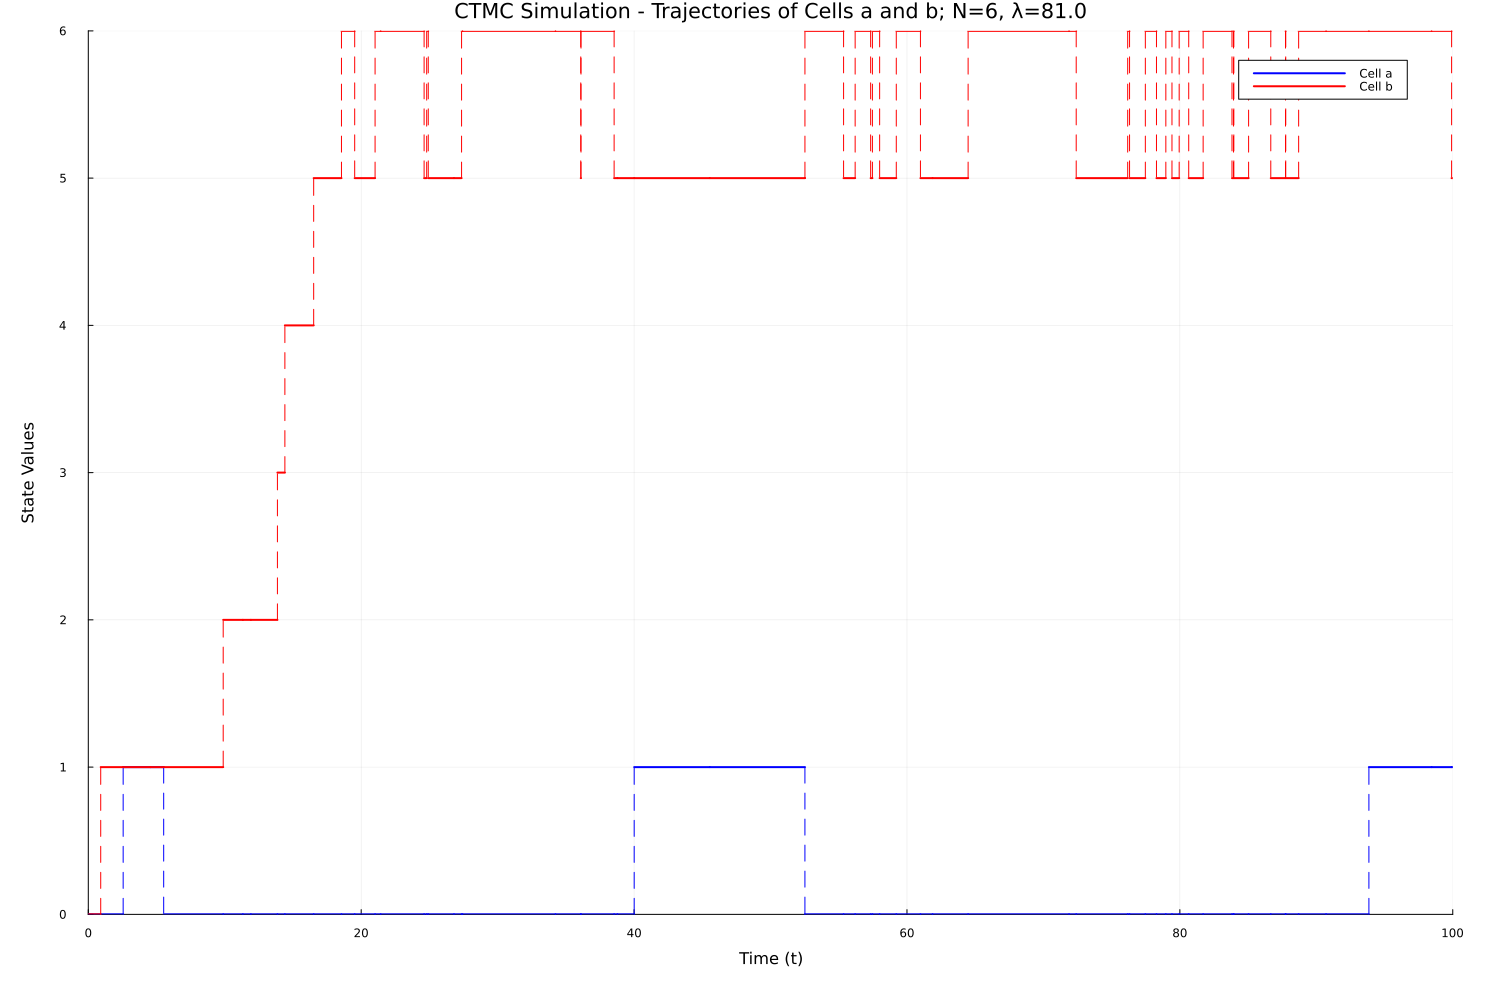 CTMC Simulation - Trajectories of Cells a and b; N=6, λ=81.0
6
Cell a
Cell b
5
4
State Values
3
2
1
0
0 20 40 60 80 100
Time (t)